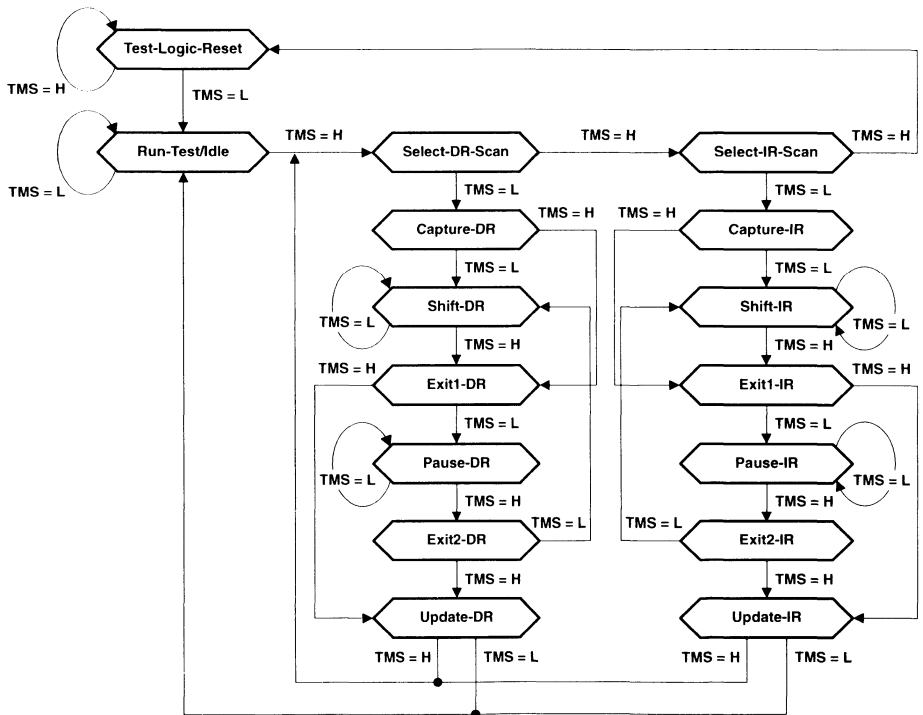 Test-Logic-Reset
TMS = H
TMS = L
TMS = H
TMS = H
TMS = H
Run-Test/Idle
Select-DR-Scan
Select-IR-Scan
TMS = L
TMS = L
TMS = L
TMS = H
TMS = H
Capture-DR
Capture-IR
TMS = L
TMS = L
Shift-DR
Shift-IR
TMS = L
TMS = L
TMS = H
TMS = H
TMS = H
TMS = H
Exit1-DR
Exit1-IR
TMS = L
TMS = L
Pause-DR
Pause-IR
TMS = L
TMS = L
TMS = H
TMS = H
TMS = L
TMS = L
Exit2-DR
Exit2-IR
TMS = H
TMS = H
Update-DR
Update-IR
TMS = H
TMS = L
TMS = H
TMS = L